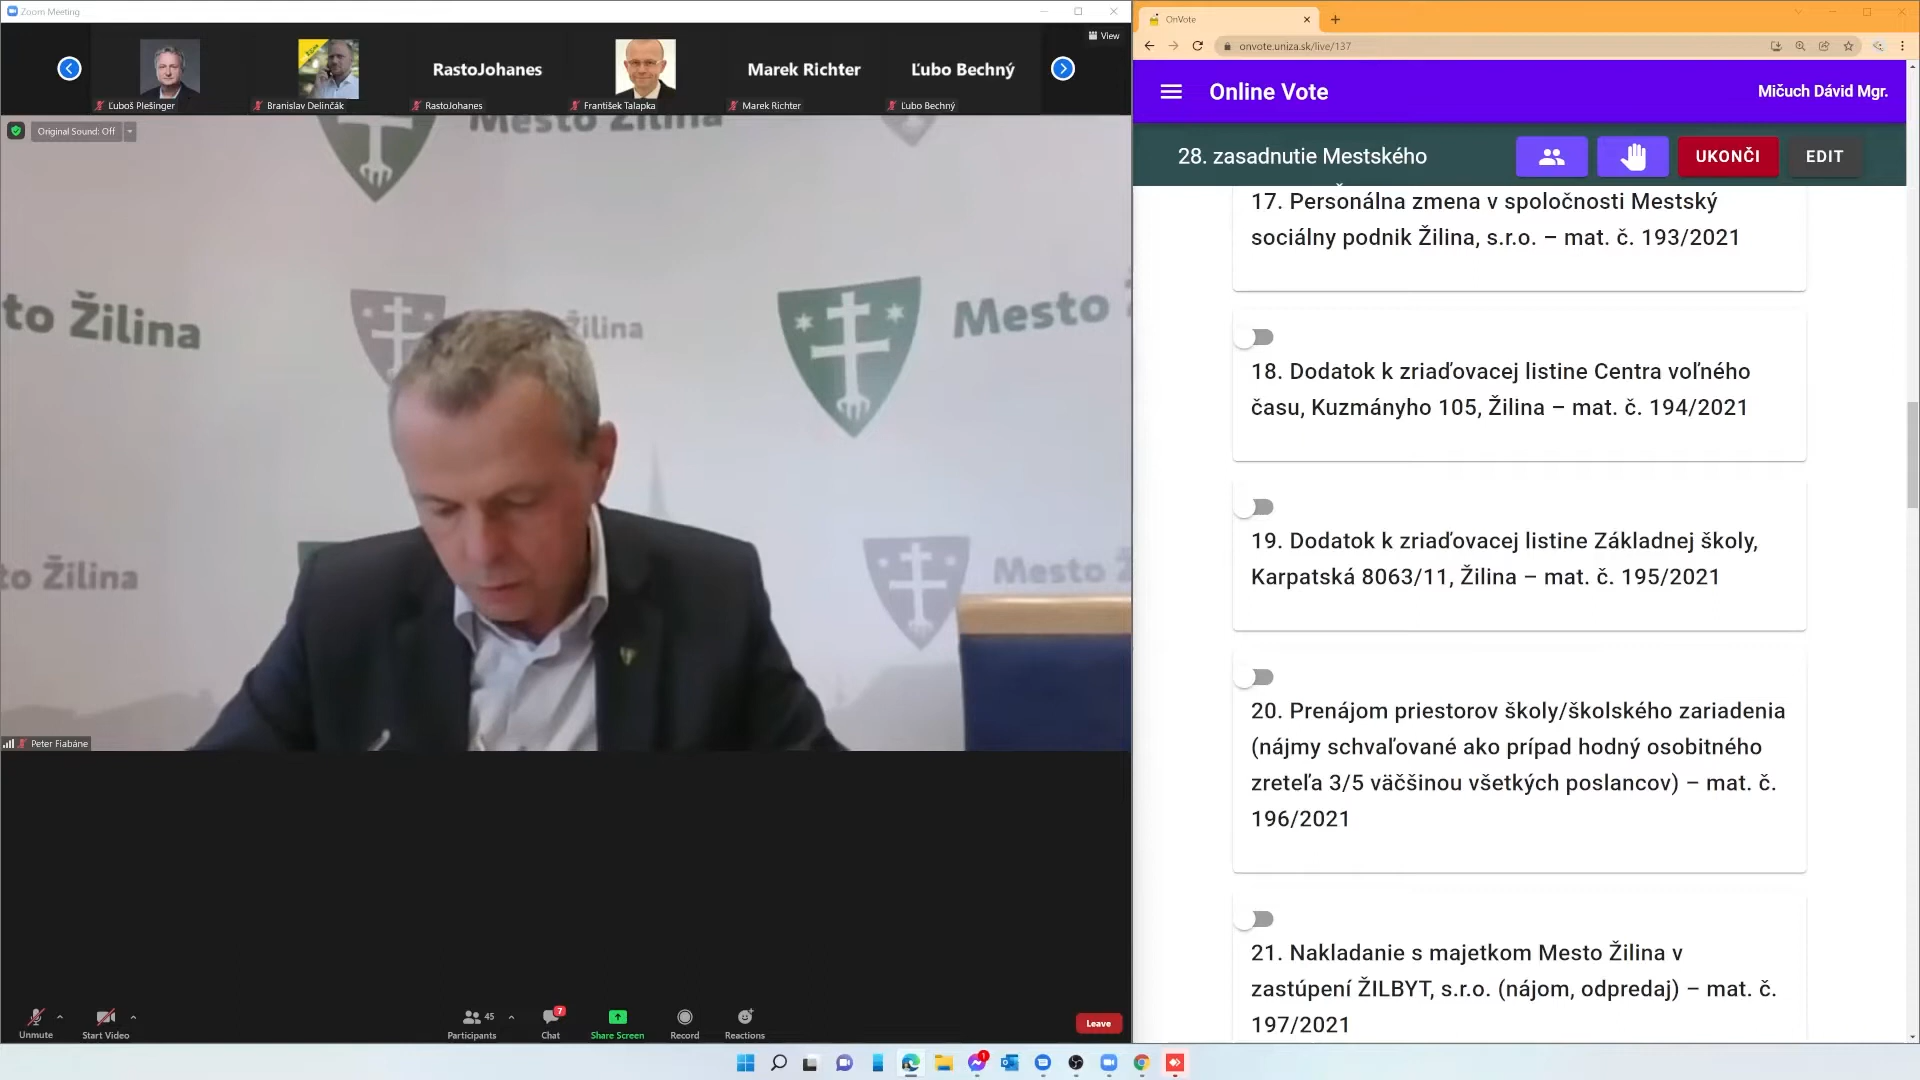 Zoom Meeting
View
RastoJohanes
Marek Richter
Ľubo Bechný
Ľuboš Plešinger
Branislav Delinčák
RastoJohanes
František Talapka
Marek Richter
Ľubo Bechný
Original Sound: Off
Mesto Žilina
to Žilina
Žilina
Mesto
to Žilina
Mesto Ž
Peter Fiabáne
Unmute
Start Video
45
Participants
7
Chat
Share Screen
Record
Reactions
Leave
OnVote
onvote.uniza.sk/live/137
Online Vote
Mičuch Dávid Mgr.
28. zasadnutie Mestského
UKONČI
EDIT
17. Personálna zmena v spoločnosti Mestský
sociálny podnik Žilina, s.r.o. – mat. č. 193/2021
18. Dodatok k zriaďovacej listine Centra voľného
času, Kuzmányho 105, Žilina – mat. č. 194/2021
19. Dodatok k zriaďovacej listine Základnej školy,
Karpatská 8063/11, Žilina – mat. č. 195/2021
20. Prenájom priestorov školy/školského zariadenia
(nájmy schvaľované ako prípad hodný osobitného
zreteľa 3/5 väčšinou všetkých poslancov) – mat. č.
196/2021
21. Nakladanie s majetkom Mesto Žilina v
zastúpení ŽILBYT, s.r.o. (nájom, odpredaj) – mat. č.
197/2021
1